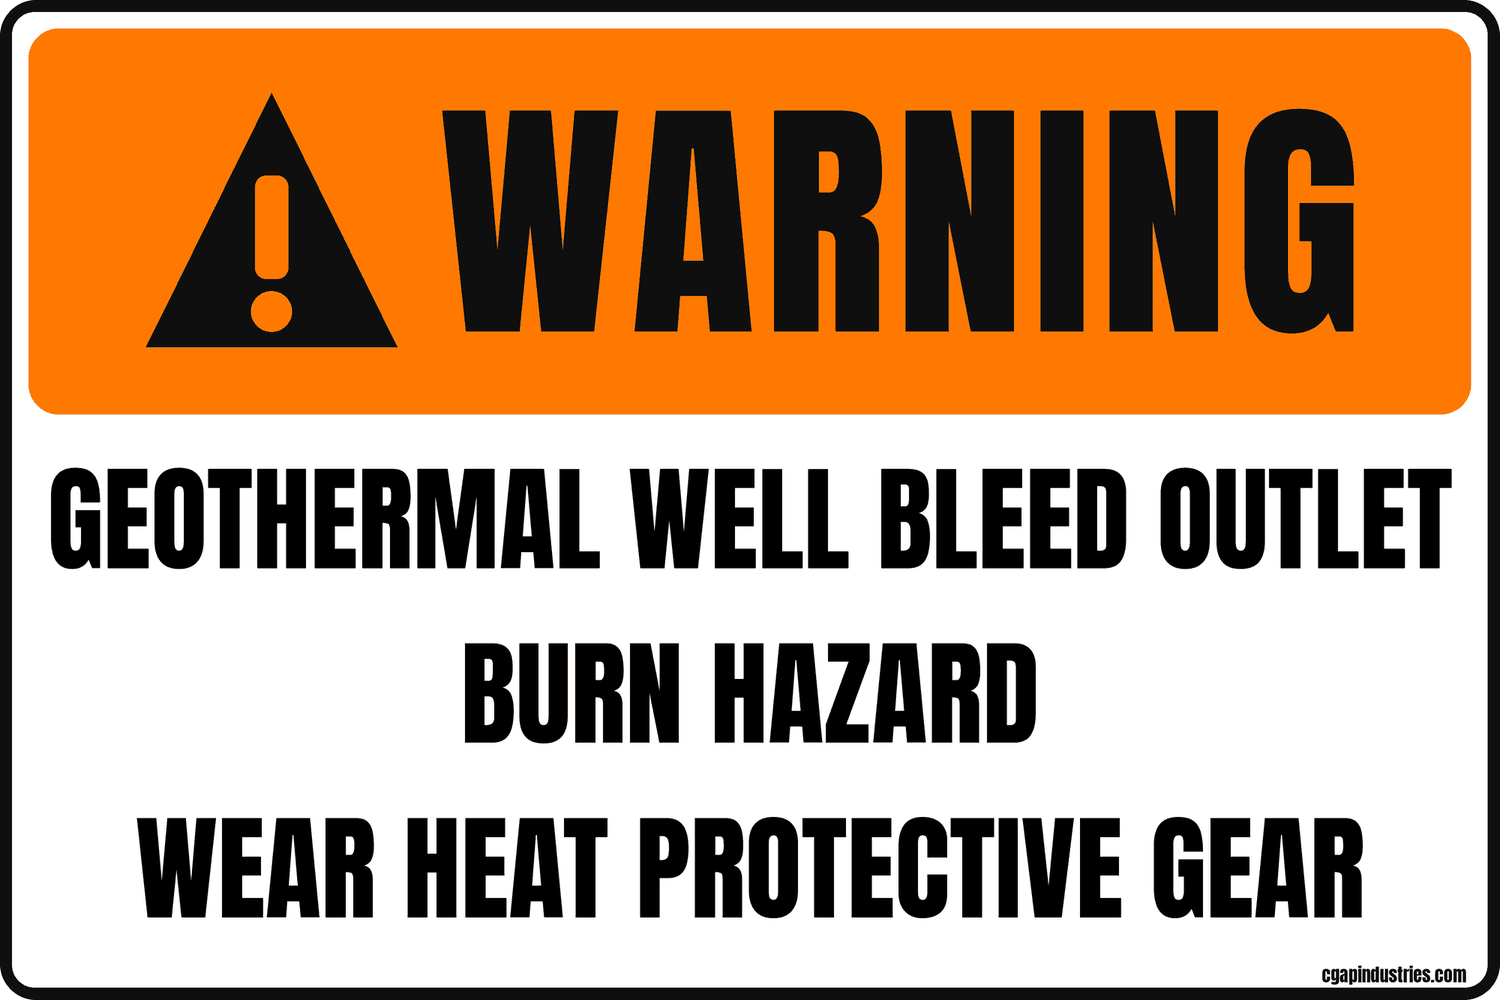 WARNING
GEOTHERMAL WELL BLEED OUTLET
BURN HAZARD
WEAR HEAT PROTECTIVE GEAR
cgapindustries.com